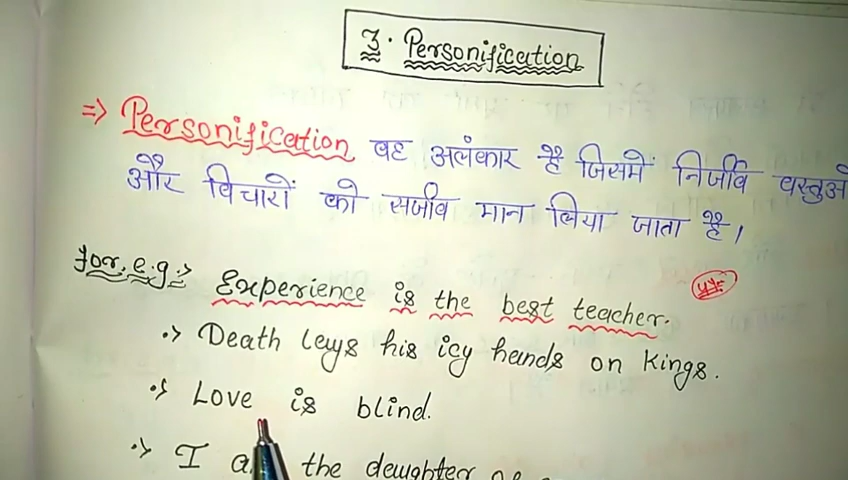 3. Personification
⇒ Personification वह अलंकार है जिसमें निर्जीव वस्तुओ
और विचारों को सजीव मान लिया जाता है।
for. e.g:> Experience is the best teacher.
Death lays his icy hands on Kings.
Love is blind.
I the daughter